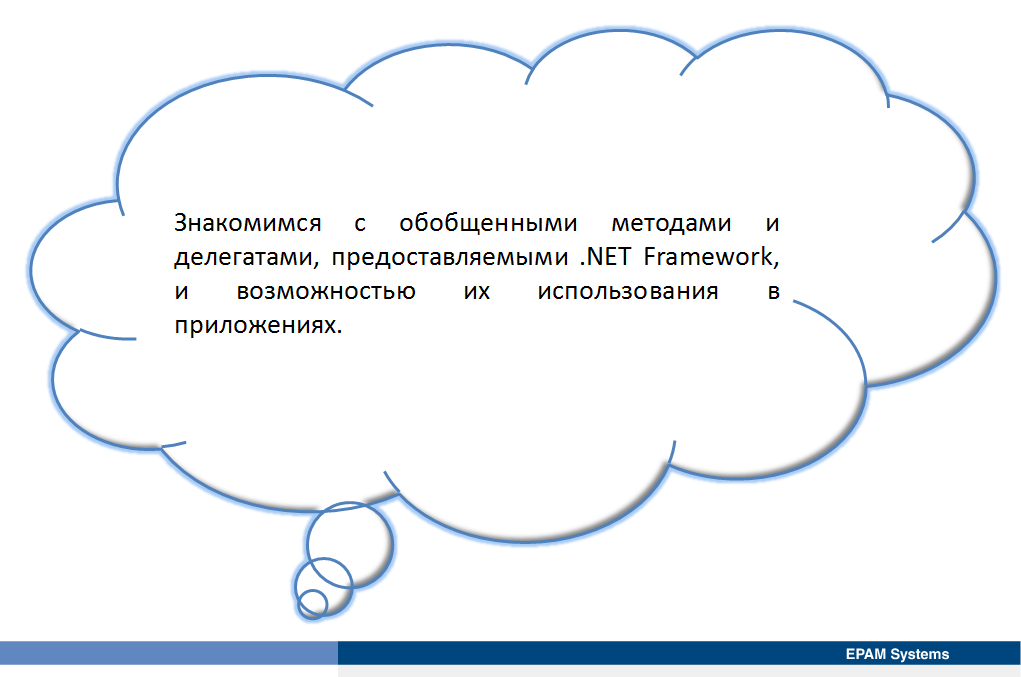 Знакомимся с обобщенными методами и
делегатами, предоставляемыми .NET Framework,
и возможностью их использования в
приложениях.
EPAM Systems